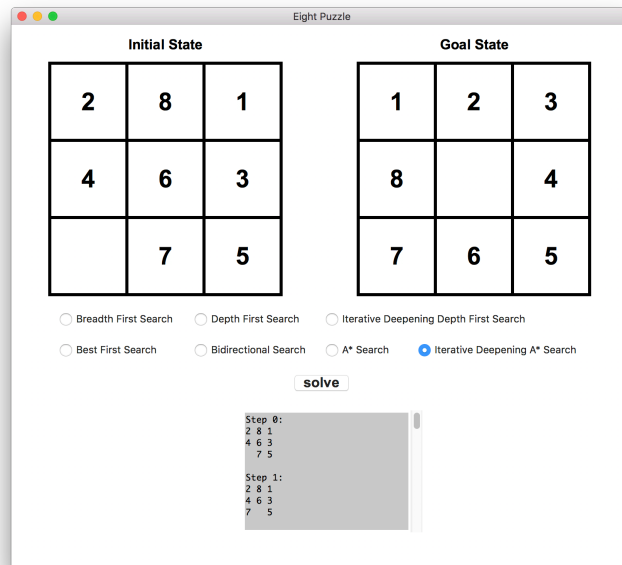 Eight Puzzle
Initial State Goal State
2 8 1 1 2 3
4 6 3 8 4
7 5 7 6 5
Breadth First Search Depth First Search Iterative Deepening Depth First Search
Best First Search Bidirectional Search A* Search Iterative Deepening A* Search
solve
Step 0:
2 8 1
4 6 3
7 5
Step 1:
2 8 1
4 6 3
7 5